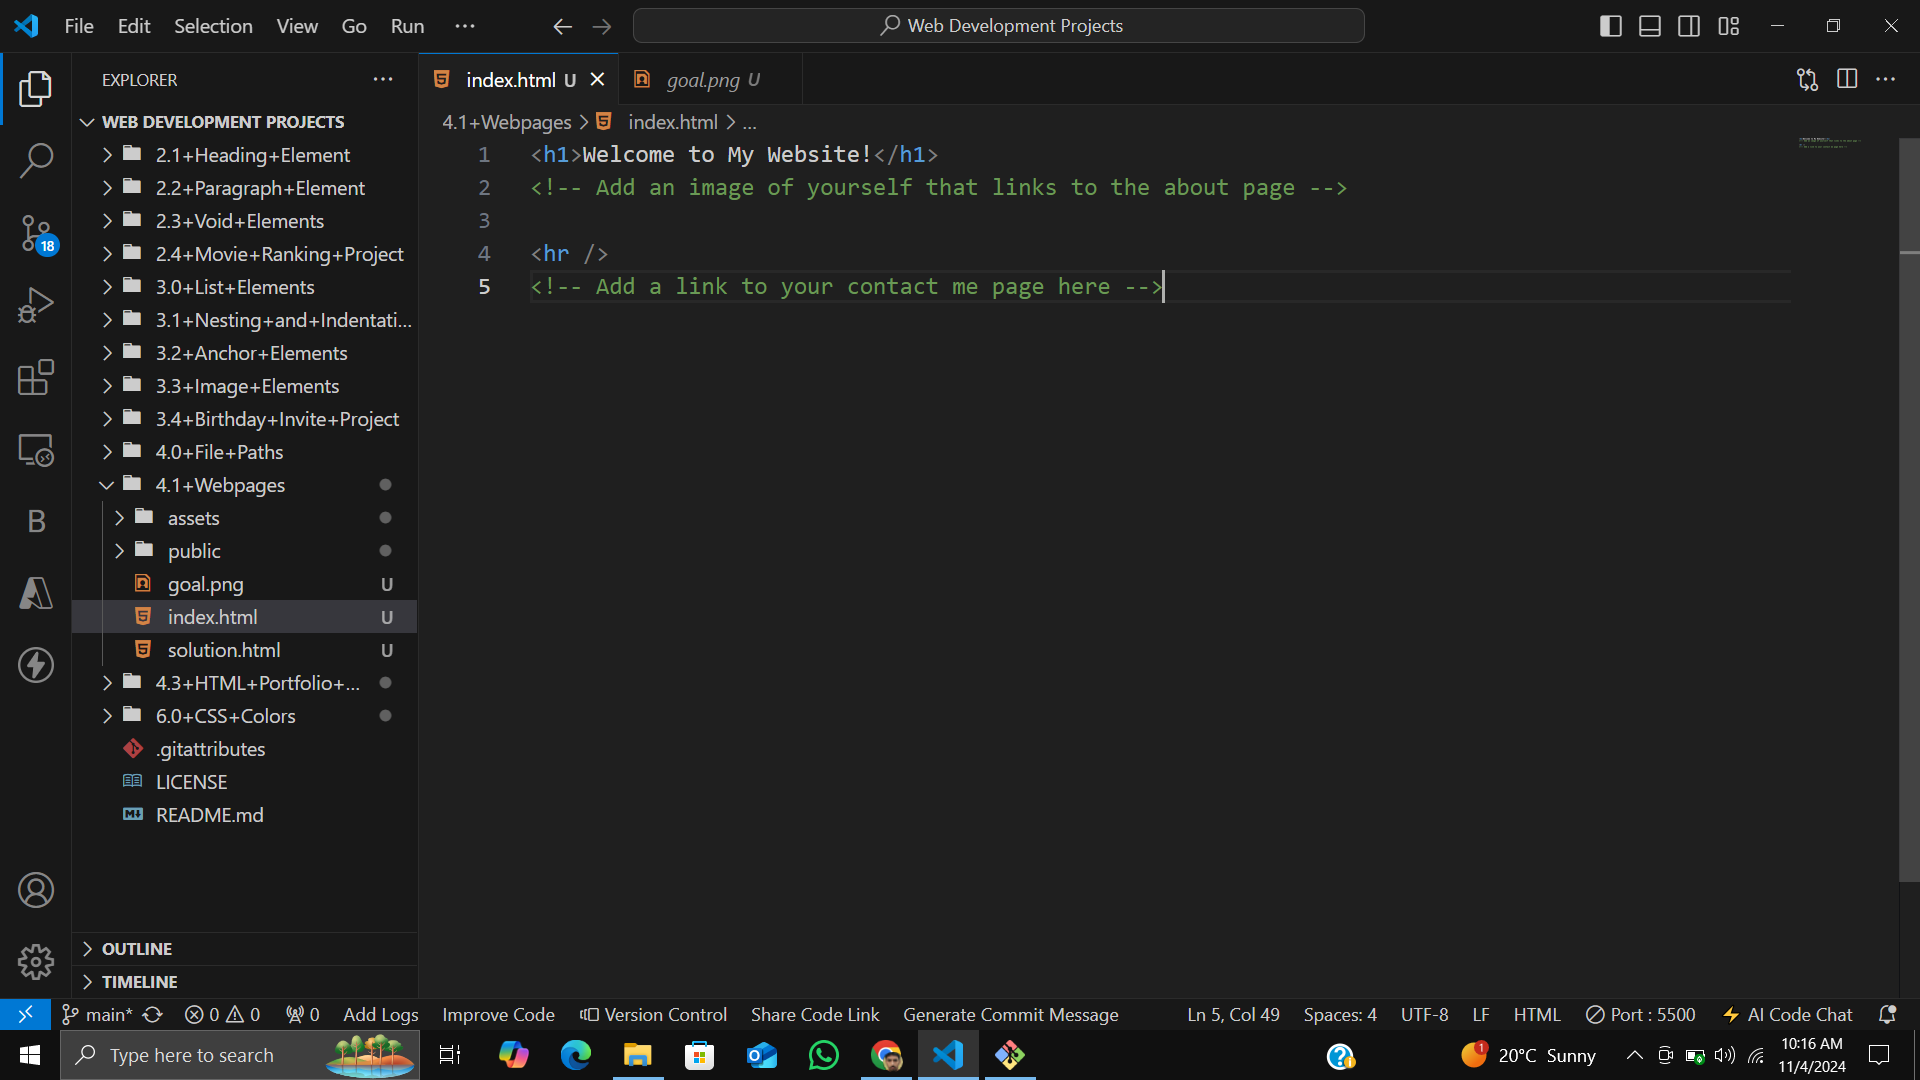 File Edit Selection View Go Run ··· Web Development Projects
EXPLORER
WEB DEVELOPMENT PROJECTS
2.1+Heading+Element
2.2+Paragraph+Element
2.3+Void+Elements
2.4+Movie+Ranking+Project
3.0+List+Elements
3.1+Nesting+and+Indentati...
3.2+Anchor+Elements
3.3+Image+Elements
3.4+Birthday+Invite+Project
4.0+File+Paths
4.1+Webpages
assets
public
goal.png U
index.html U
solution.html U
4.3+HTML+Portfolio+...
6.0+CSS+Colors
.gitattributes
LICENSE
README.md
OUTLINE
TIMELINE
18
B
index.html U goal.png U
4.1+Webpages > index.html > ...
1 <h1>Welcome to My Website!</h1>
2 <!-- Add an image of yourself that links to the about page -->
3
4 <hr />
5 <!-- Add a link to your contact me page here -->
main* 0 0 0 Add Logs Improve Code Version Control Share Code Link Generate Commit Message Ln 5, Col 49 Spaces: 4 UTF-8 LF HTML Port : 5500 AI Code Chat
Type here to search 1 20°C Sunny 10:16 AM
11/4/2024